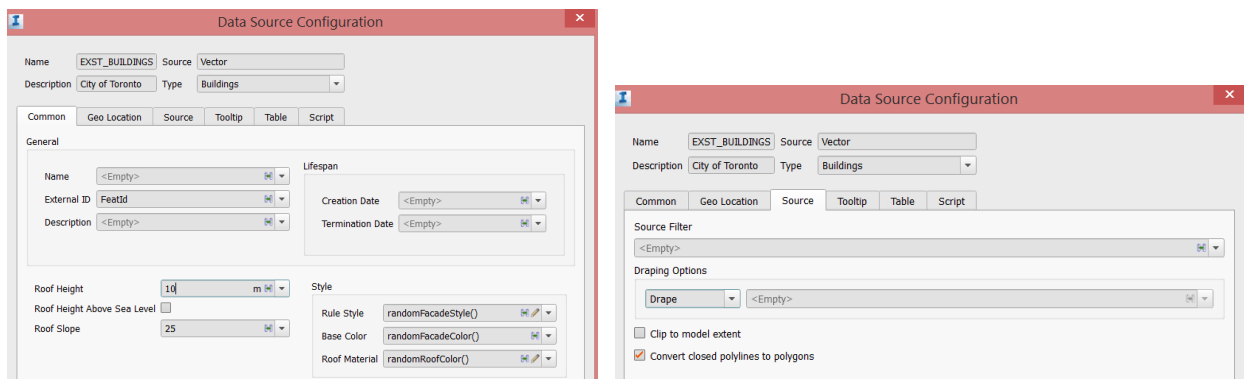 Data Source Configuration
Name EXST_BUILDINGS Source Vector
Description City of Toronto Type Buildings
Common Geo Location Source Tooltip Table Script
General
Name <Empty>
External ID FeatId
Description <Empty>
Lifespan
Creation Date <Empty>
Termination Date <Empty>
Roof Height 10 m
Roof Height Above Sea Level
Roof Slope 25
Style
Rule Style randomFacadeStyle()
Base Color randomFacadeColor()
Roof Material randomRoofColor()
Data Source Configuration
Name EXST_BUILDINGS Source Vector
Description City of Toronto Type Buildings
Common Geo Location Source Tooltip Table Script
Source Filter
<Empty>
Draping Options
Drape <Empty>
Clip to model extent
Convert closed polylines to polygons